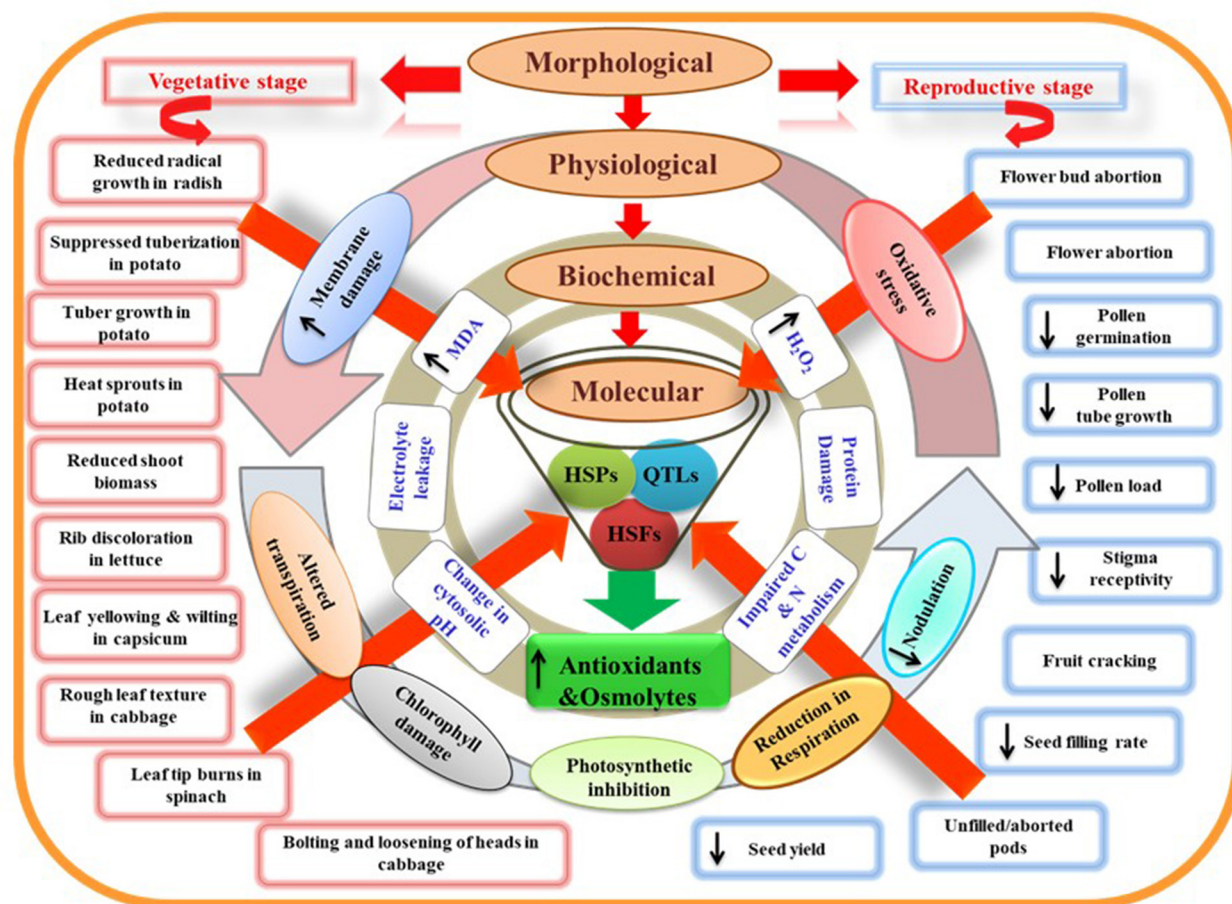 Morphological
Vegetative stage
Reproductive stage
Physiological
Biochemical
Molecular
Reduced radical
growth in radish
Suppressed tuberization
in potato
Tuber growth in
potato
Heat sprouts in
potato
Reduced shoot
biomass
Rib discoloration
in lettuce
Leaf yellowing & wilting
in capsicum
Rough leaf texture
in cabbage
Leaf tip burns in
spinach
Bolting and loosening of heads in
cabbage
↑ Membrane
damage
Altered
transpiration
Chlorophyll
damage
Photosynthetic
inhibition
Reduction in
Respiration
↓ Nodulation
Oxidative
stress
↑ MDA
Electrolyte
leakage
Change in
cytosolic
pH
↑ H₂O₂
Protein
Damage
Impaired C
& N
metabolism
HSPs
QTLs
HSFs
↑ Antioxidants
&Osmolytes
Flower bud abortion
Flower abortion
↓ Pollen
germination
↓ Pollen
tube growth
↓ Pollen load
↓ Stigma
receptivity
Fruit cracking
↓ Seed filling rate
Unfilled/aborted
pods
↓ Seed yield